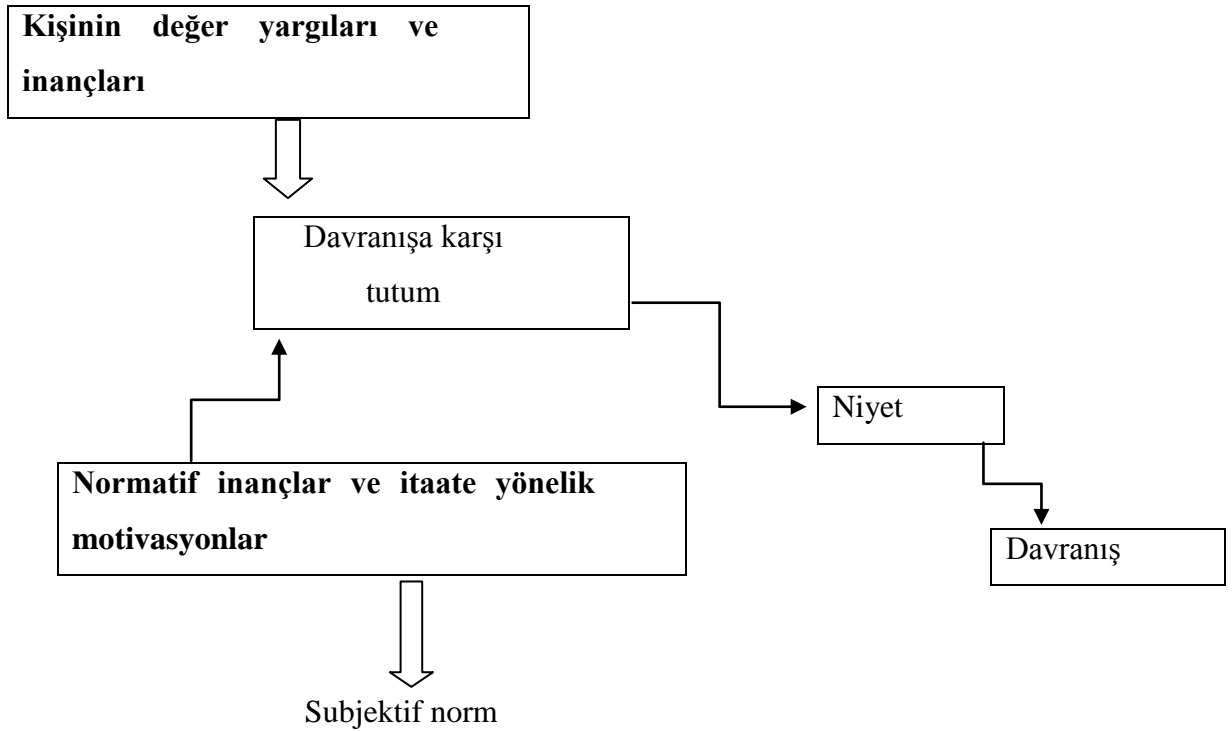 Kişinin değer yargıları ve
inançları
Davranışa karşı
tutum
Niyet
Normatif inançlar ve itaate yönelik
motivasyonlar
Davranış
Subjektif norm